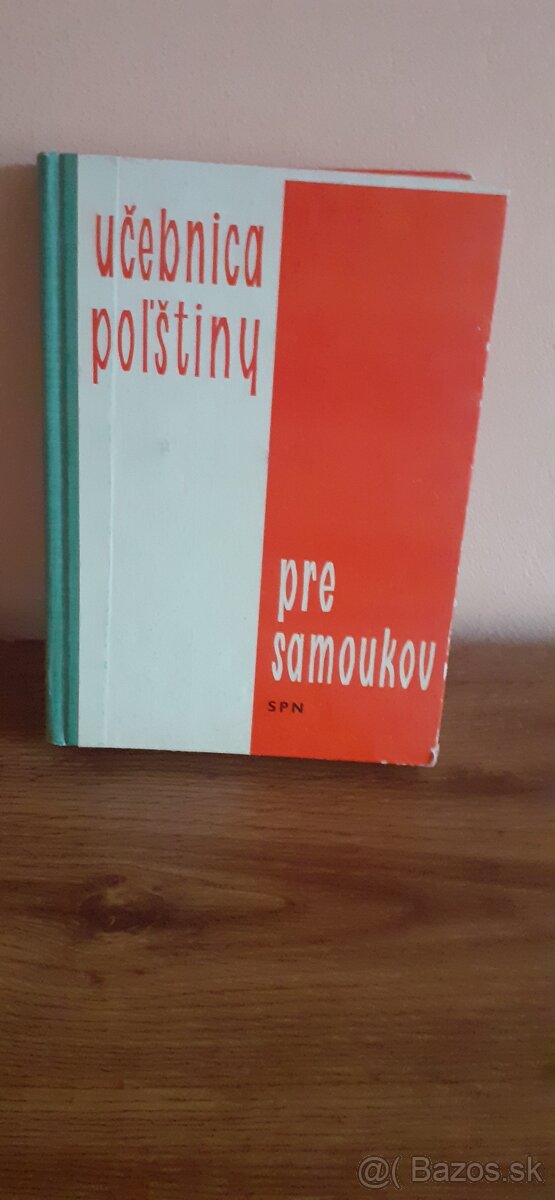 učebnica
poľštiny
pre
samoukov
SPN
@( Bazos.sk